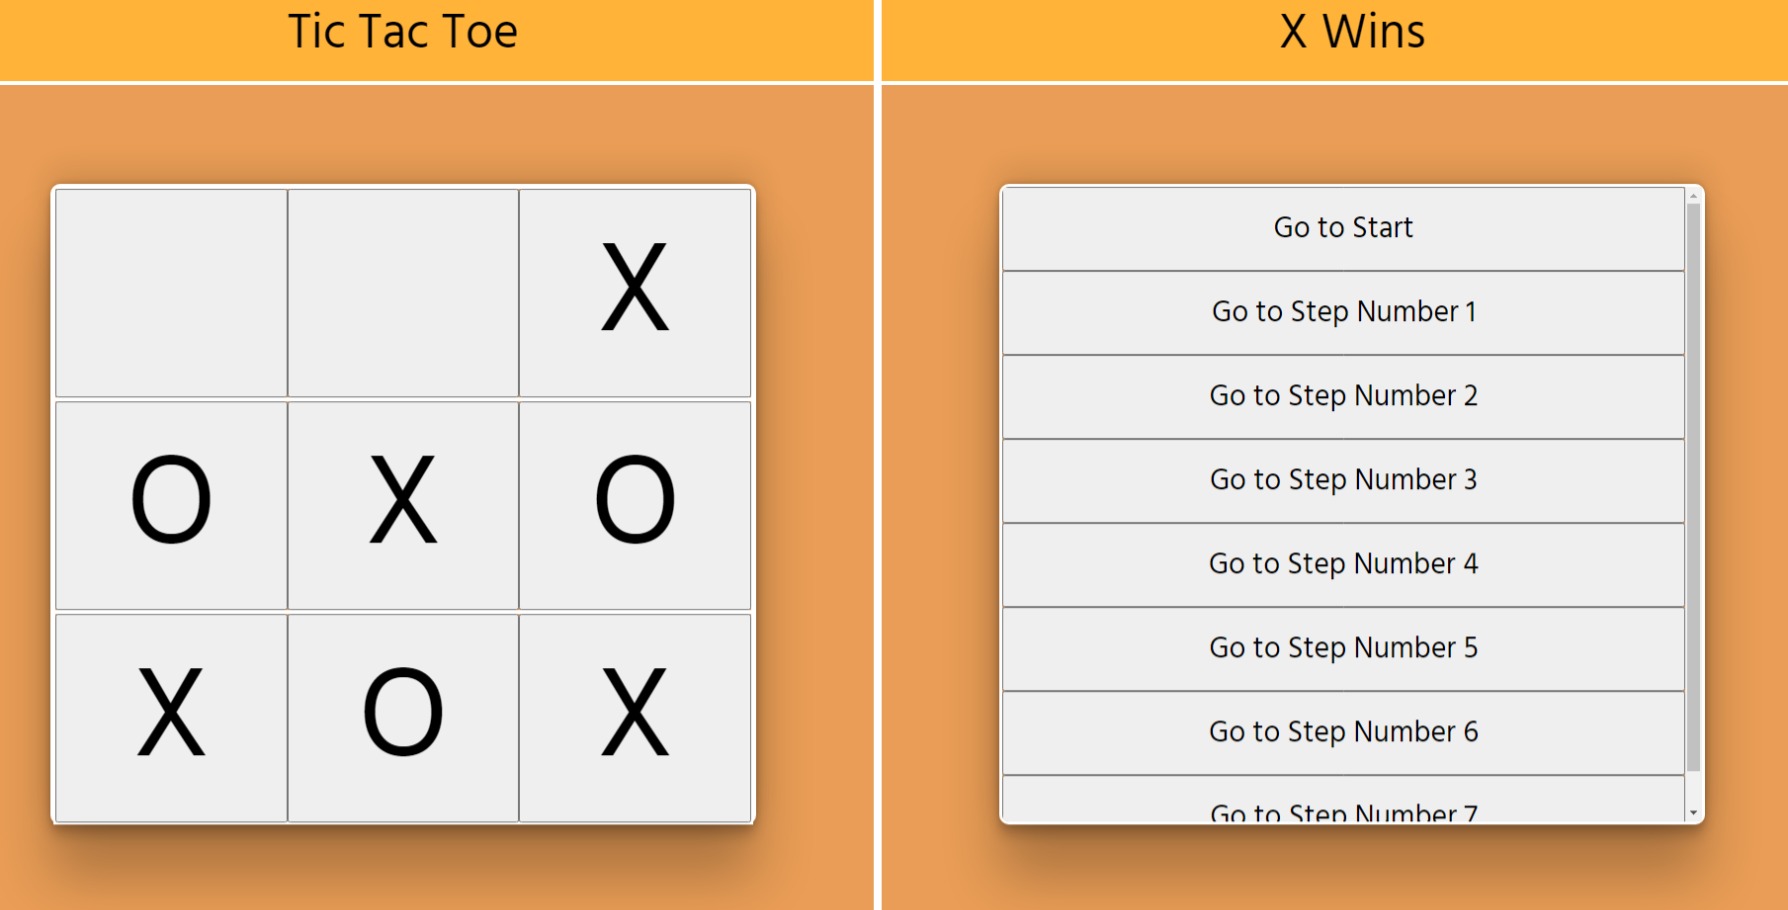 Tic Tac Toe
X
O X O
X O X
X Wins
Go to Start
Go to Step Number 1
Go to Step Number 2
Go to Step Number 3
Go to Step Number 4
Go to Step Number 5
Go to Step Number 6
Go to Step Number 7